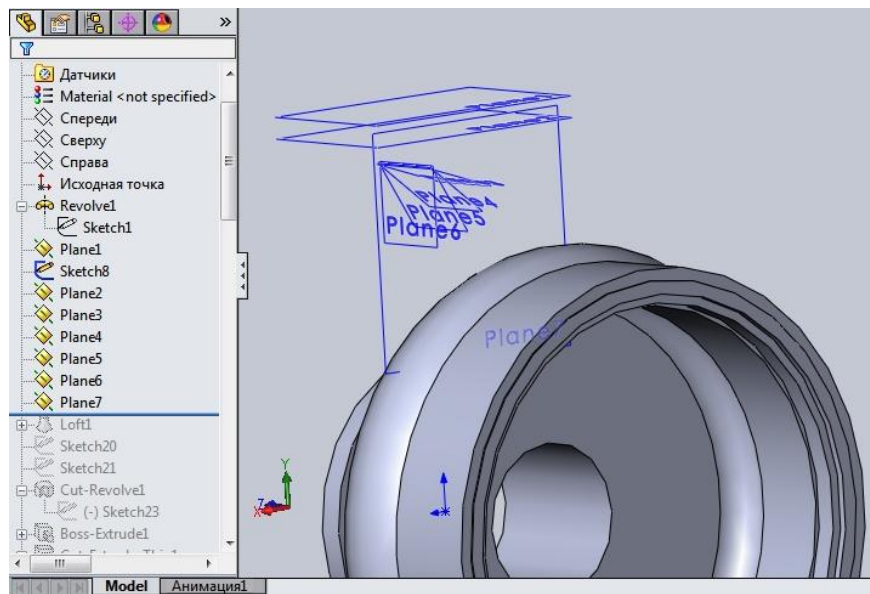 »
Датчики
Material <not specified>
Спереди
Сверху
Справа
Исходная точка
Revolve1
Sketch1
Plane1
Sketch8
Plane2
Plane3
Plane4
Plane5
Plane6
Plane7
Loft1
Sketch20
Sketch21
Cut-Revolve1
(-) Sketch23
Boss-Extrude1
Plane4
Plane5
Plane6
Plane7
Y
Z
X
Model
Анимация1